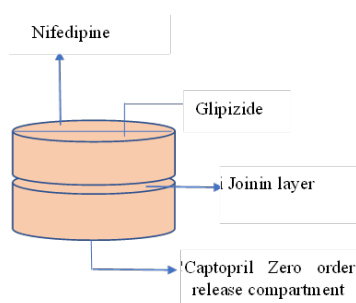 Nifedipine
Glipizide
Joinin layer
Captopril Zero order
release compartment